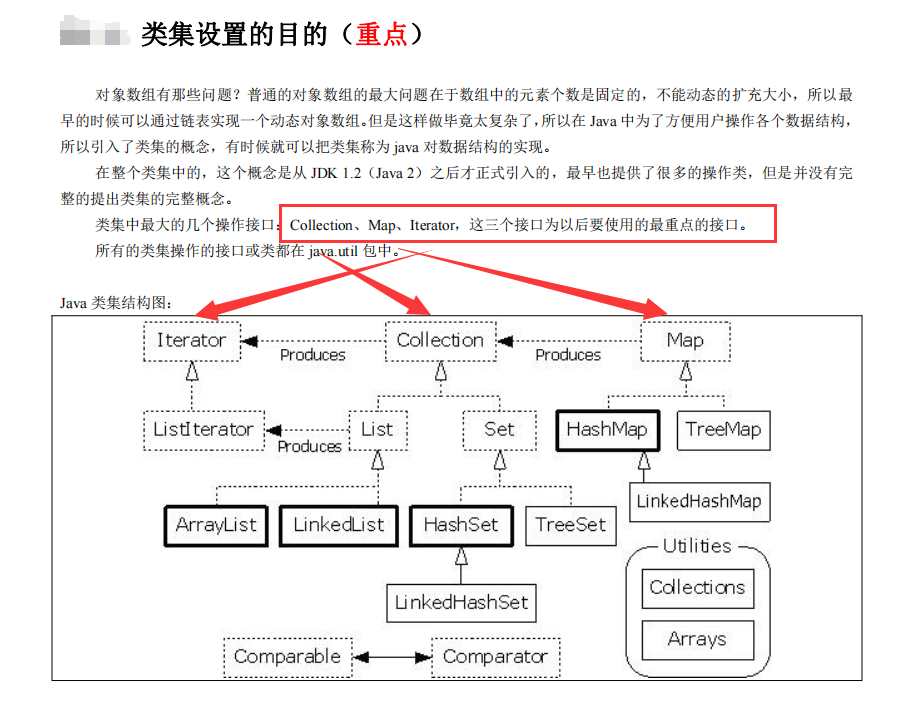 类集设置的目的（重点）
对象数组有那些问题？普通的对象数组的最大问题在于数组中的元素个数是固定的，不能动态的扩充大小，所以最
早的时候可以通过链表实现一个动态对象数组。但是这样做毕竟太复杂了，所以在 Java 中为了方便用户操作各个数据结构，
所以引入了类集的概念，有时候就可以把类集称为 java 对数据结构的实现。
在整个类集中的，这个概念是从 JDK 1.2（Java 2）之后才正式引入的，最早也提供了很多的操作类，但是并没有完
整的提出类集的完整概念。
类集中最大的几个操作接口：Collection、Map、Iterator，这三个接口为以后要使用的最重点的接口。
所有的类集操作的接口或类都在 java.util 包中。
Java 类集结构图：
Iterator
Produces
Collection
Produces
Map
ListIterator
Produces
List
Set
HashMap
TreeMap
ArrayList
LinkedList
HashSet
TreeSet
LinkedHashMap
Utilities
Collections
LinkedHashSet
Arrays
Comparable
Comparator